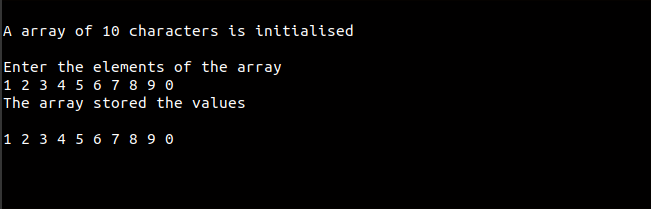 A array of 10 characters is initialised
Enter the elements of the array
1 2 3 4 5 6 7 8 9 0
The array stored the values
1 2 3 4 5 6 7 8 9 0